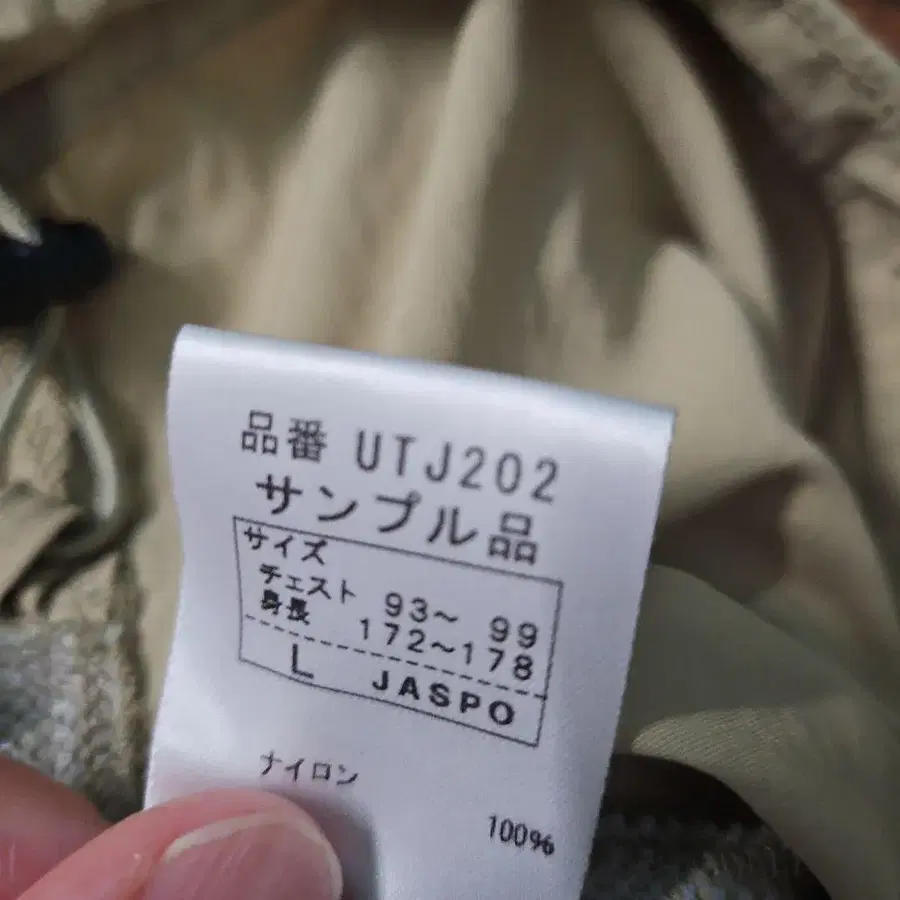 品番 UTJ202
サンプル品
サイズ
チェスト 93～ 99
身長 172～178
L JASPO
ナイロン
100%